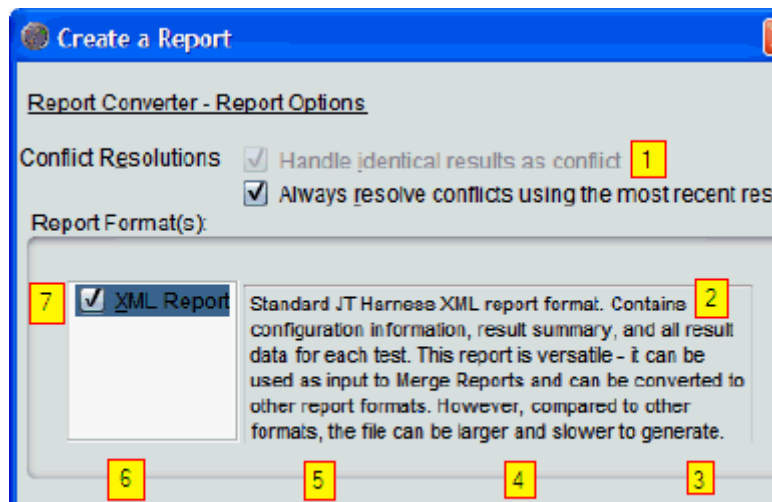 Create a Report
Report Converter - Report Options
Conflict Resolutions
Handle identical results as conflict 1
Always resolve conflicts using the most recent res
Report Format(s):
7 XML Report
2
Standard JT Harness XML report format. Contains
configuration information, result summary, and all result
data for each test. This report is versatile - it can be
used as input to Merge Reports and can be converted to
other report formats. However, compared to other
formats, the file can be larger and slower to generate.
6 5 4 3